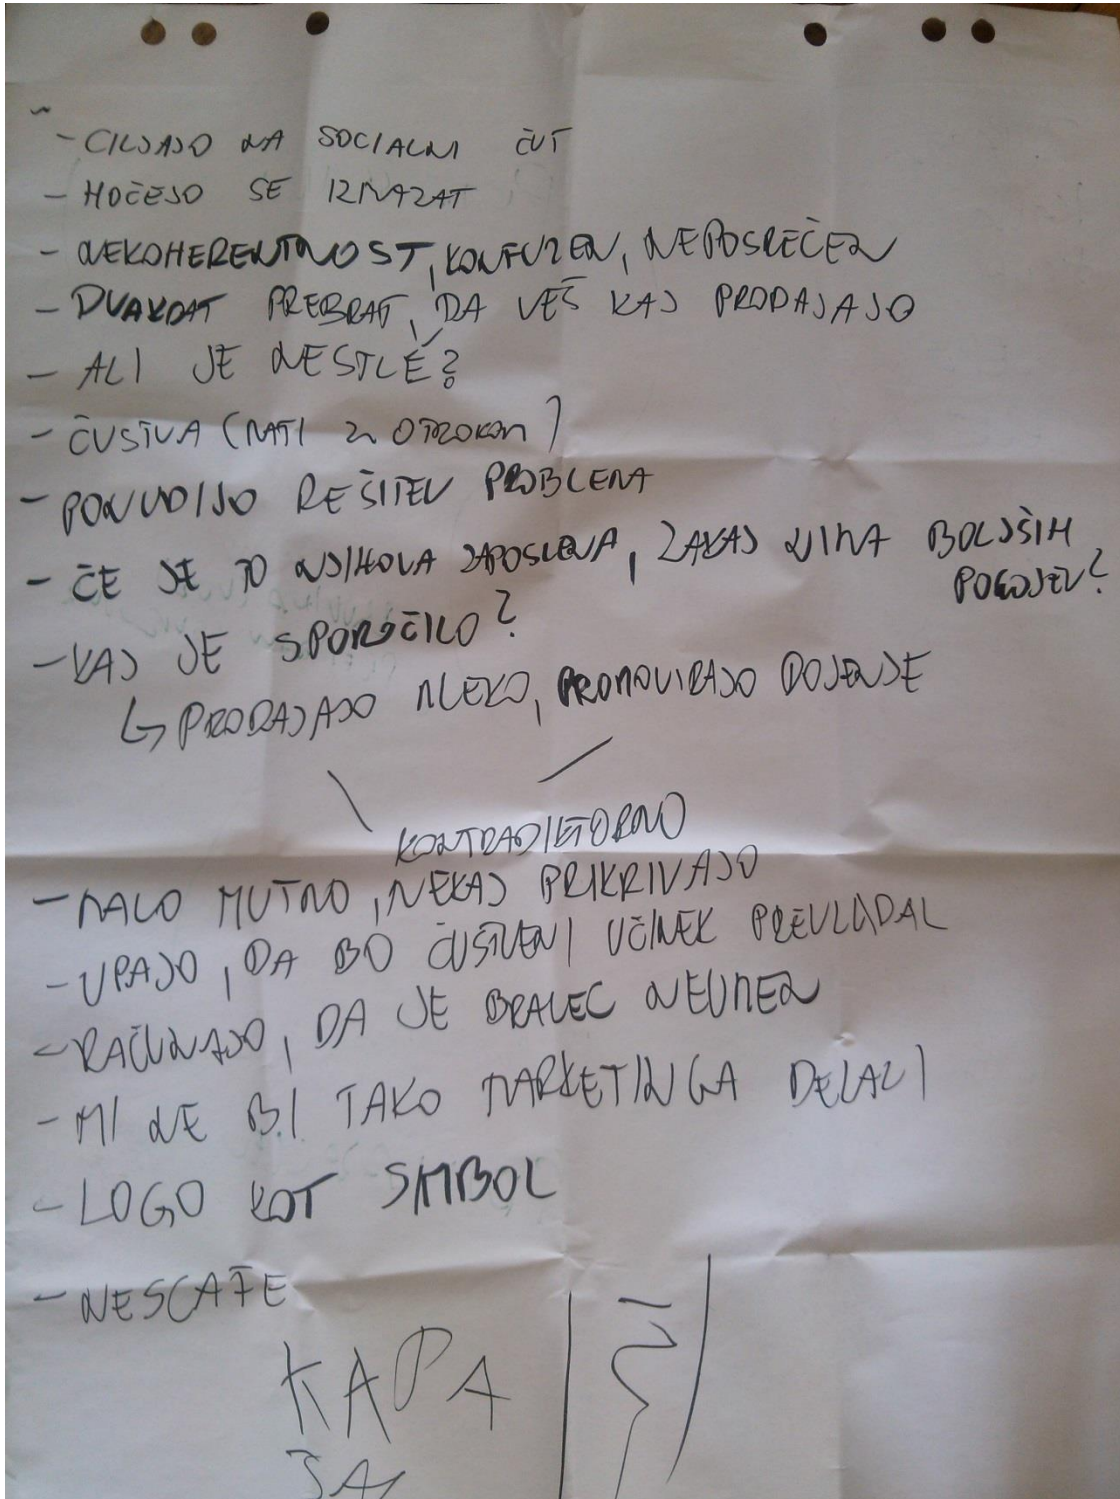 - CILJAJO NA SOCIALNI ČUT
- HOČEJO SE IZMAZAT
- NEKOHERENTNOST, KONFUZEN, NEPOSREČEN
- DVAKRAT PREBRAT, DA VEŠ KAJ PRODAJAJO
- ALI JE NESTLÉ?
- ČUSTVA (MATI Z OTROKOM)
- PONUDIJO REŠITEV PROBLEMA
- ČE JE TO NJIHOVA ZAPOSLENA, ZAKAJ NIMA BOLJŠIH
POGOJEV?
- KAJ JE SPOROČILO?
↳ PRODAJAJO MLEKO, PROMOVIRAJO DOJENJE
KONTRADIKTORNO
- MALO MUTNO, NEKAJ PRIKRIVAJO
- UPAJO, DA BO ČUSTVENI UČINEK PREVLADAL
- RAČUNAJO, DA JE BRALEC NEUMEN
- MI NE BI TAKO MARKETINGA DELALI
- LOGO KOT SIMBOL
- NESCAFE
KAPA
ŠAL